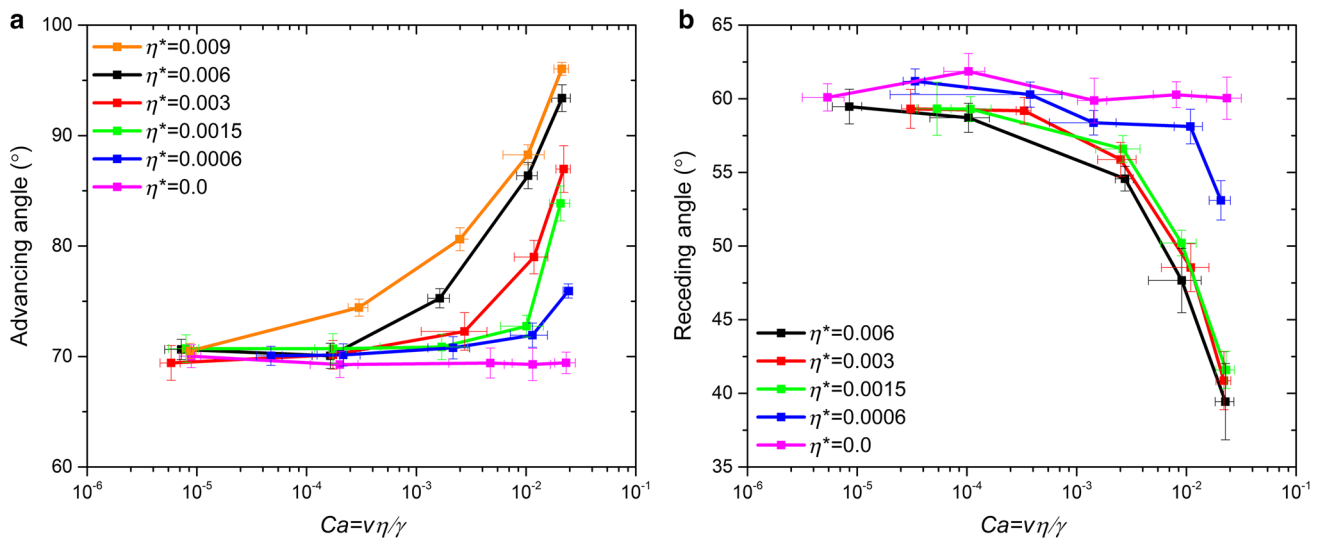 a
100
90
80
70
60
Advancing angle (°)
η*=0.009
η*=0.006
η*=0.003
η*=0.0015
η*=0.0006
η*=0.0
10⁻⁶
10⁻⁵
10⁻⁴
10⁻³
10⁻²
10⁻¹
Ca=vη/γ
b
65
60
55
50
45
40
35
Receding angle (°)
η*=0.006
η*=0.003
η*=0.0015
η*=0.0006
η*=0.0
10⁻⁶
10⁻⁵
10⁻⁴
10⁻³
10⁻²
10⁻¹
Ca=vη/γ